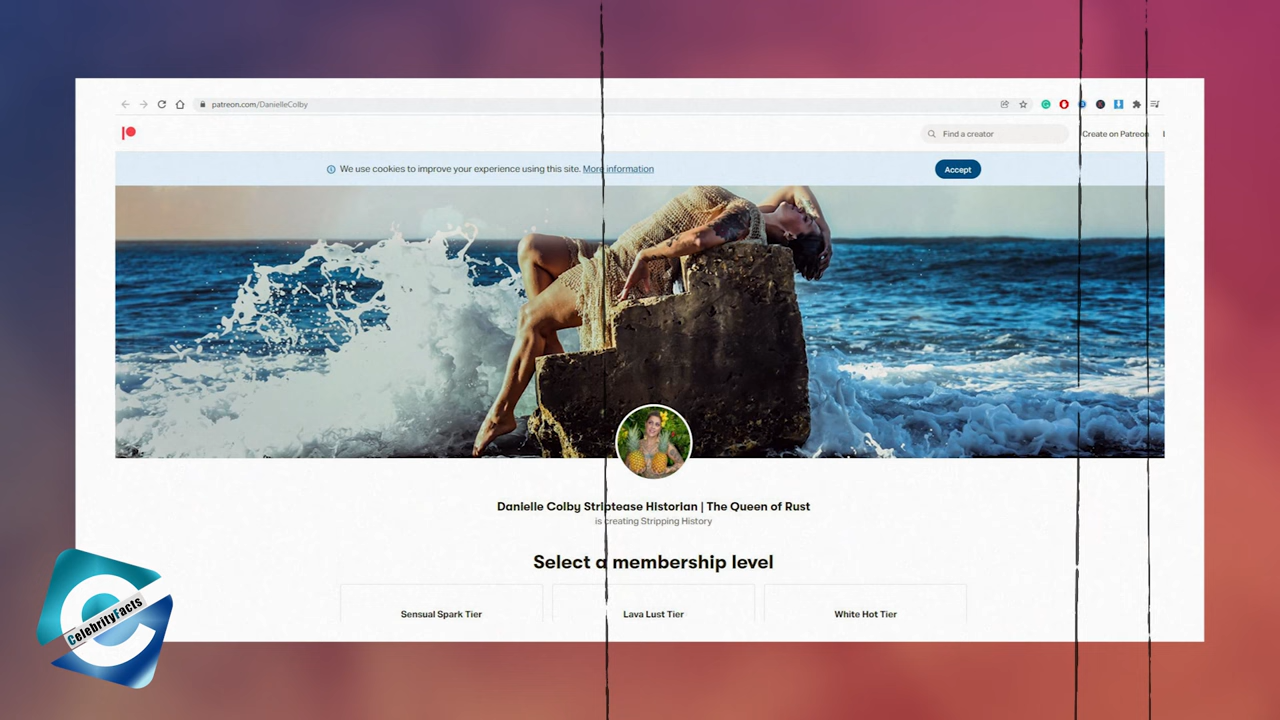 patreon.com/DanielleColby
Find a creator
Create on Patreon
We use cookies to improve your experience using this site. More information
Accept
Danielle Colby Striptease Historian | The Queen of Rust
is creating Stripping History
Select a membership level
Sensual Spark Tier
Lava Lust Tier
White Hot Tier
CelebrityFacts